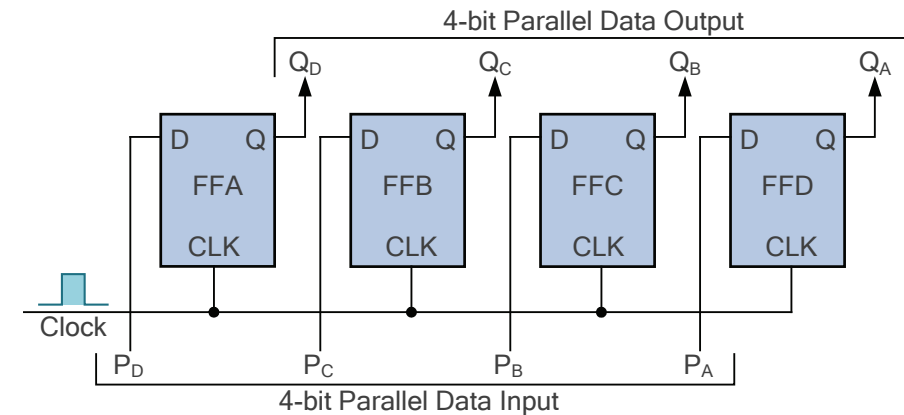 4-bit Parallel Data Output
QD QC QB QA
D Q D Q D Q D Q
FFA FFB FFC FFD
CLK CLK CLK CLK
Clock
PD PC PB PA
4-bit Parallel Data Input